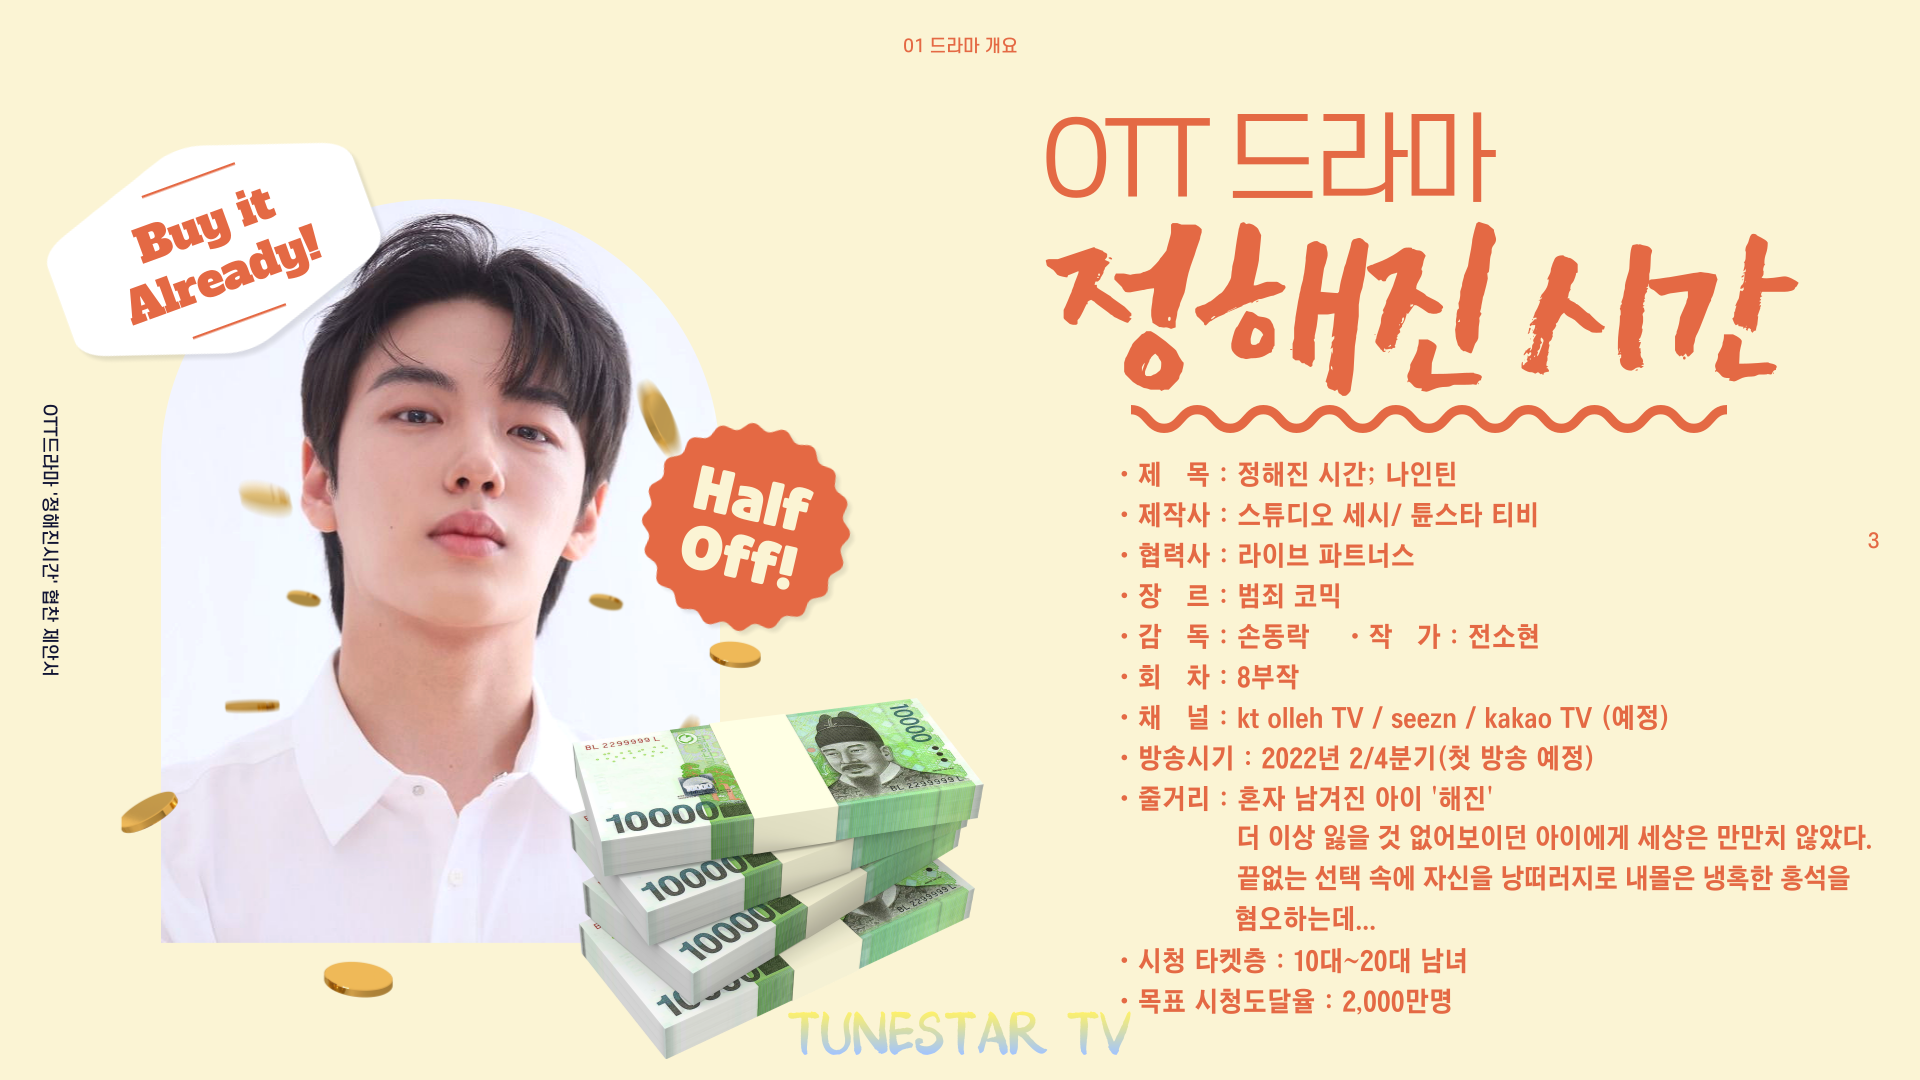 01 드라마 개요
OTT 드라마
정해진 시간
Buy it
Already!
Half
Off!
OTT드라마 '정해진시간' 협찬 제안서
• 제 목 : 정해진 시간; 나인틴
• 제작사 : 스튜디오 세시/ 튠스타 티비
• 협력사 : 라이브 파트너스
• 장 르 : 범죄 코믹
• 감 독 : 손동락 • 작 가 : 전소현
• 회 차 : 8부작
• 채 널 : kt olleh TV / seezn / kakao TV (예정)
• 방송시기 : 2022년 2/4분기(첫 방송 예정)
• 줄거리 : 혼자 남겨진 아이 '해진'
더 이상 잃을 것 없어보이던 아이에게 세상은 만만치 않았다.
끝없는 선택 속에 자신을 낭떠러지로 내몰은 냉혹한 홍석을
혐오하는데...
• 시청 타켓층 : 10대~20대 남녀
• 목표 시청도달율 : 2,000만명
3
BL 2299999 L
10000
10000
BL 2299999 L
10000
10000
BL 2299999 L
TUNESTAR TV